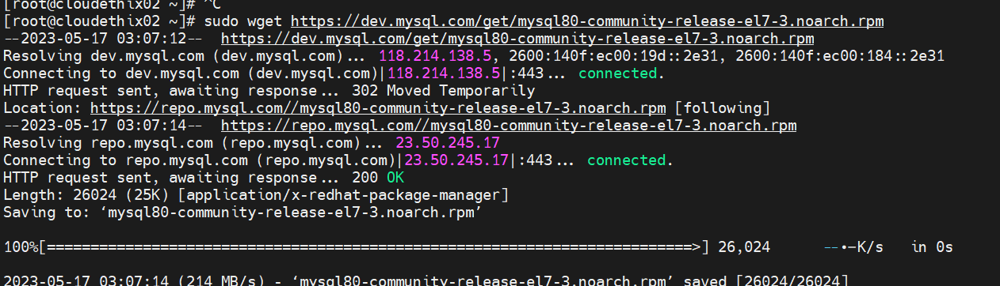 [root@cloudethix02 ~]# ^C
[root@cloudethix02 ~]# sudo wget https://dev.mysql.com/get/mysql80-community-release-el7-3.noarch.rpm
--2023-05-17 03:07:12-- https://dev.mysql.com/get/mysql80-community-release-el7-3.noarch.rpm
Resolving dev.mysql.com (dev.mysql.com)... 118.214.138.5, 2600:140f:ec00:19d::2e31, 2600:140f:ec00:184::2e31
Connecting to dev.mysql.com (dev.mysql.com)|118.214.138.5|:443... connected.
HTTP request sent, awaiting response... 302 Moved Temporarily
Location: https://repo.mysql.com//mysql80-community-release-el7-3.noarch.rpm [following]
--2023-05-17 03:07:14-- https://repo.mysql.com//mysql80-community-release-el7-3.noarch.rpm
Resolving repo.mysql.com (repo.mysql.com)... 23.50.245.17
Connecting to repo.mysql.com (repo.mysql.com)|23.50.245.17|:443... connected.
HTTP request sent, awaiting response... 200 OK
Length: 26024 (25K) [application/x-redhat-package-manager]
Saving to: ‘mysql80-community-release-el7-3.noarch.rpm’
100%[==========================================================================>] 26,024 --.-K/s in 0s
2023-05-17 03:07:14 (214 MB/s) - ‘mysql80-community-release-el7-3.noarch.rpm’ saved [26024/26024]